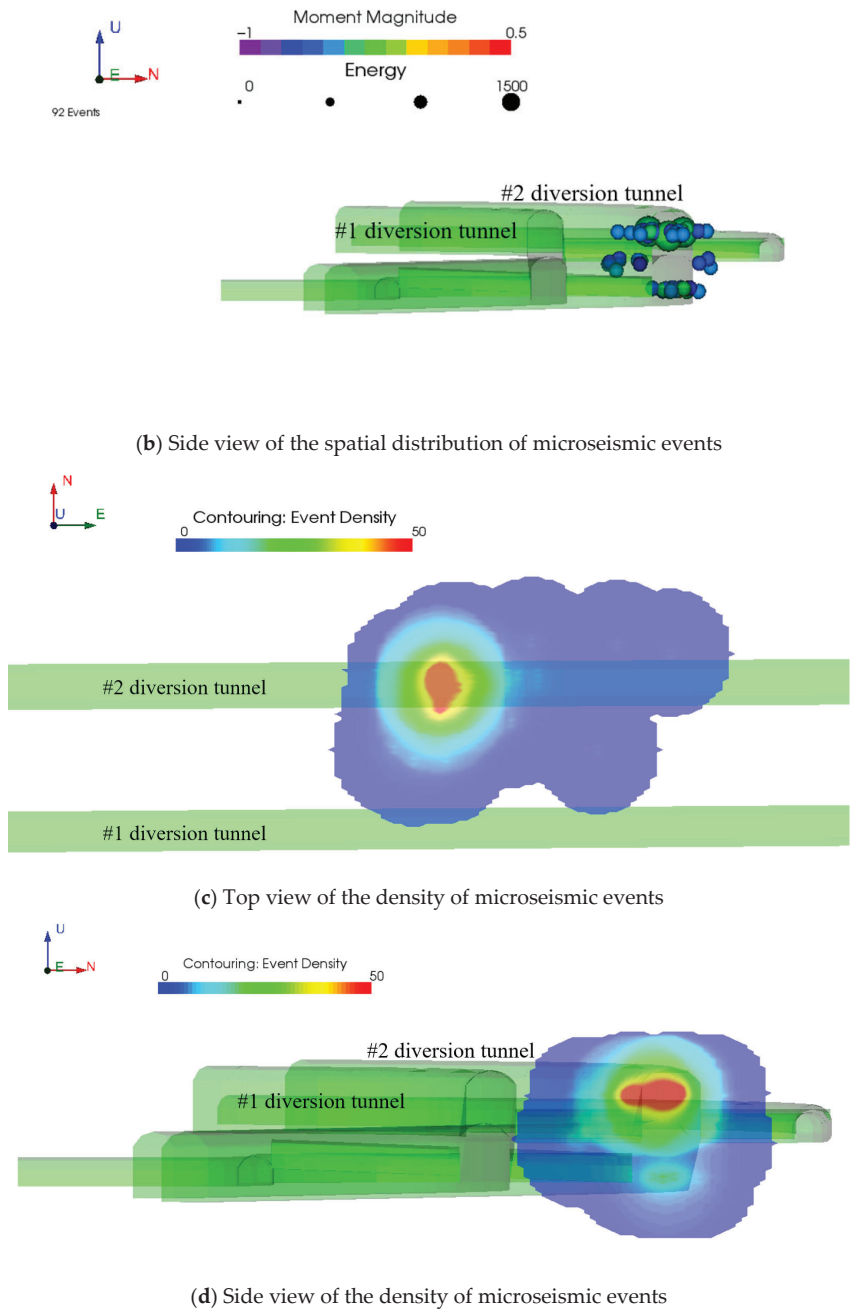 Moment Magnitude
−1 0.5
U
Energy
E N
0 1500
92 Events
#2 diversion tunnel
#1 diversion tunnel
(b) Side view of the spatial distribution of microseismic events
N
U E
Contouring: Event Density
0 50
#2 diversion tunnel
#1 diversion tunnel
(c) Top view of the density of microseismic events
U
E N
Contouring: Event Density
0 50
#2 diversion tunnel
#1 diversion tunnel
(d) Side view of the density of microseismic events